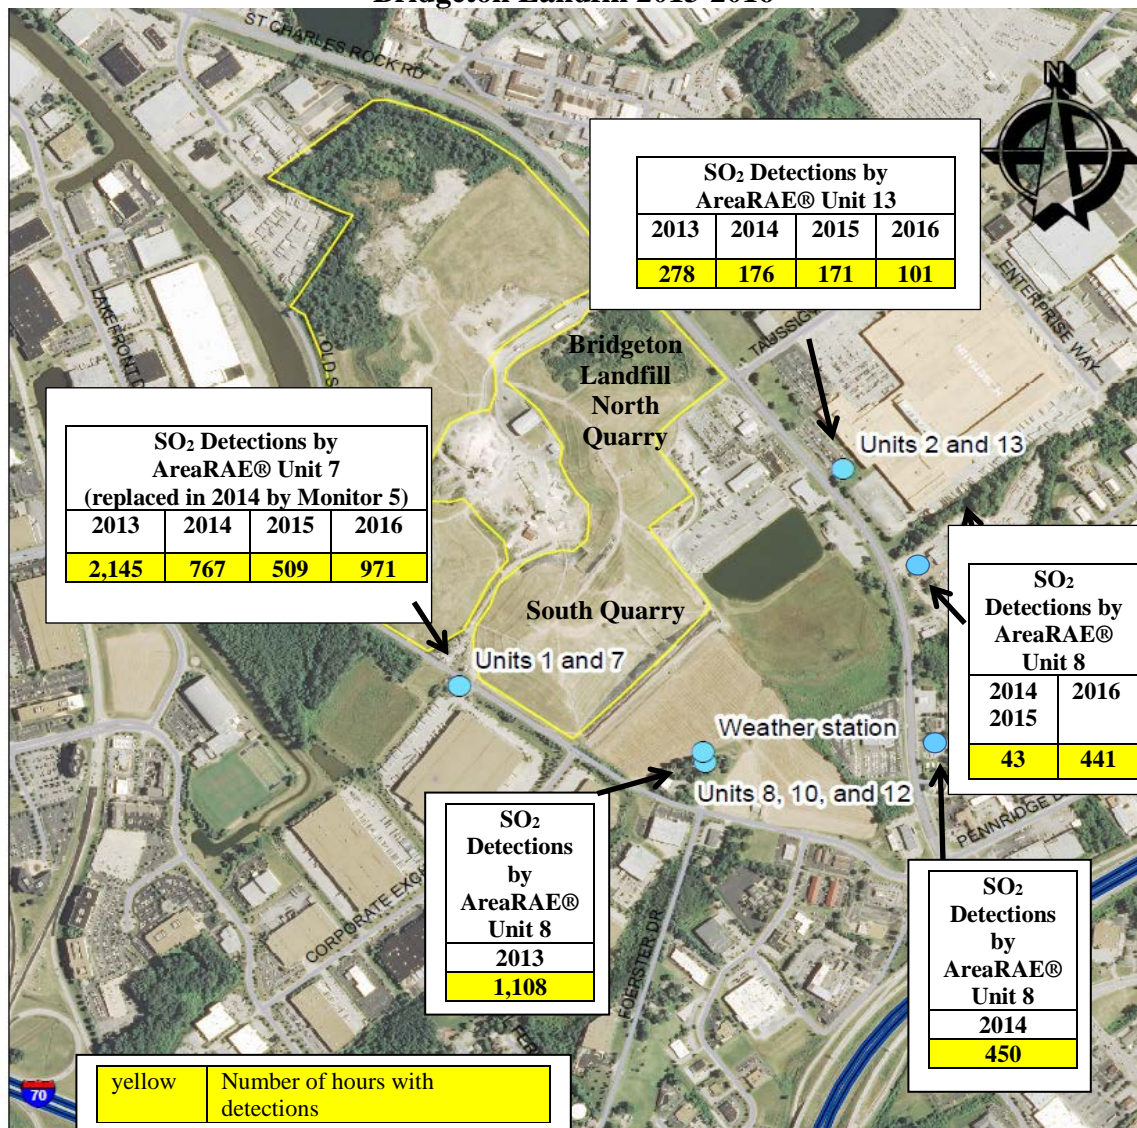 Bridgeton Landfill 2013-2016
ST CHARLES ROCK RD
N
SO2 Detections by
AreaRAE® Unit 13
2013 2014 2015 2016
278 176 171 101
ENTERPRISE WAY
LAKEFRONT D
OLD S
TAUSSIG
Bridgeton
Landfill
North
Quarry
SO2 Detections by
AreaRAE® Unit 7
(replaced in 2014 by Monitor 5)
2013 2014 2015 2016
2,145 767 509 971
Units 2 and 13
South Quarry
SO2
Detections by
AreaRAE®
Unit 8
2014 2016
2015
43 441
Units 1 and 7
Weather station
Units 8, 10, and 12
PENNRIDGE D
SO2
Detections
by
AreaRAE®
Unit 8
2013
1,108
CORPORATE EXC
FOERSTER DR
SO2
Detections
by
AreaRAE®
Unit 8
2014
450
yellow Number of hours with
detections
70